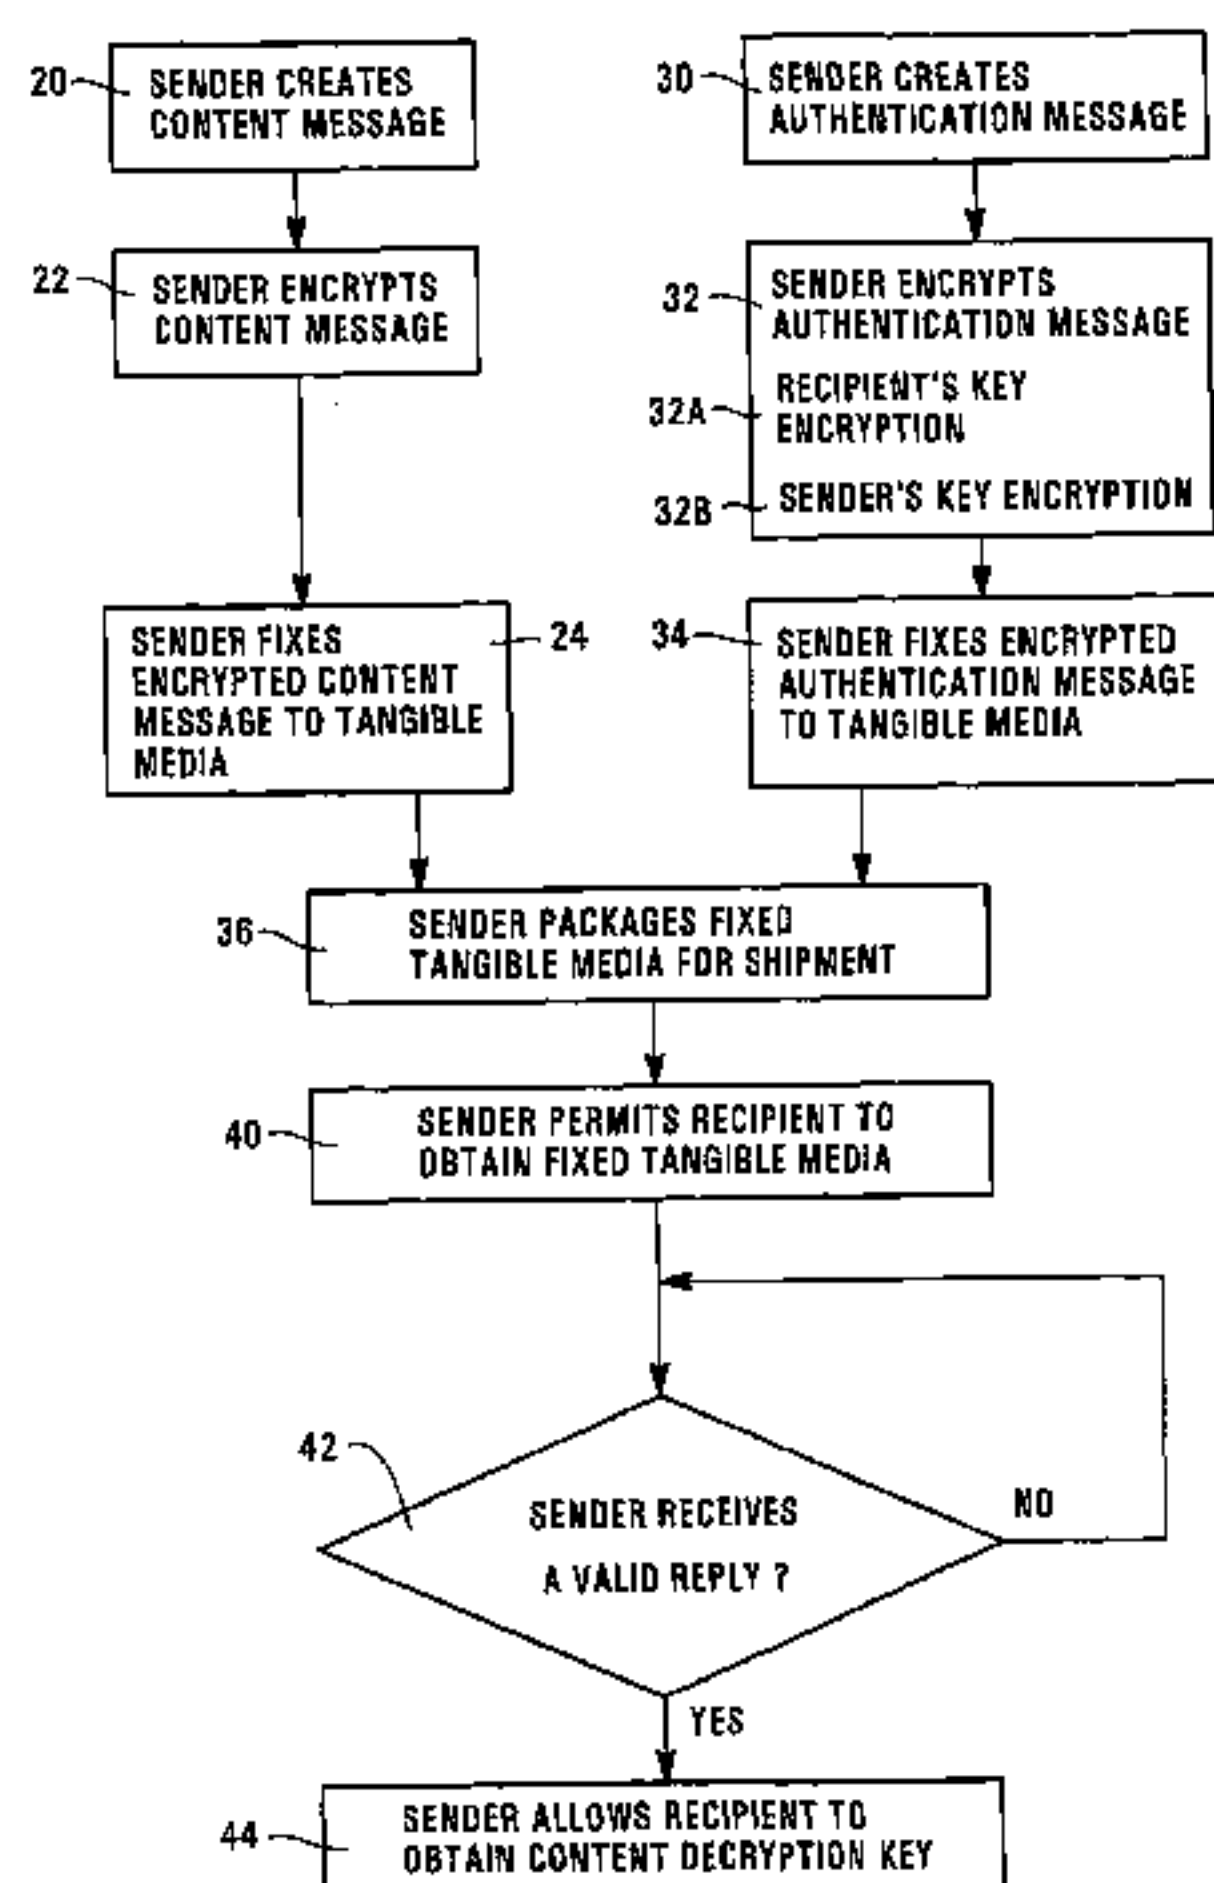 20
SENDER CREATES
CONTENT MESSAGE
30
SENDER CREATES
AUTHENTICATION MESSAGE
22
SENDER ENCRYPTS
CONTENT MESSAGE
32
SENDER ENCRYPTS
AUTHENTICATION MESSAGE
32A
RECIPIENT'S KEY
ENCRYPTION
32B
SENDER'S KEY ENCRYPTION
SENDER FIXES
ENCRYPTED CONTENT
MESSAGE TO TANGIBLE
MEDIA
24
34
SENDER FIXES ENCRYPTED
AUTHENTICATION MESSAGE
TO TANGIBLE MEDIA
36
SENDER PACKAGES FIXED
TANGIBLE MEDIA FOR SHIPMENT
40
SENDER PERMITS RECIPIENT TO
OBTAIN FIXED TANGIBLE MEDIA
42
SENDER RECEIVES
A VALID REPLY ?
NO
YES
44
SENDER ALLOWS RECIPIENT TO
OBTAIN CONTENT DECRYPTION KEY